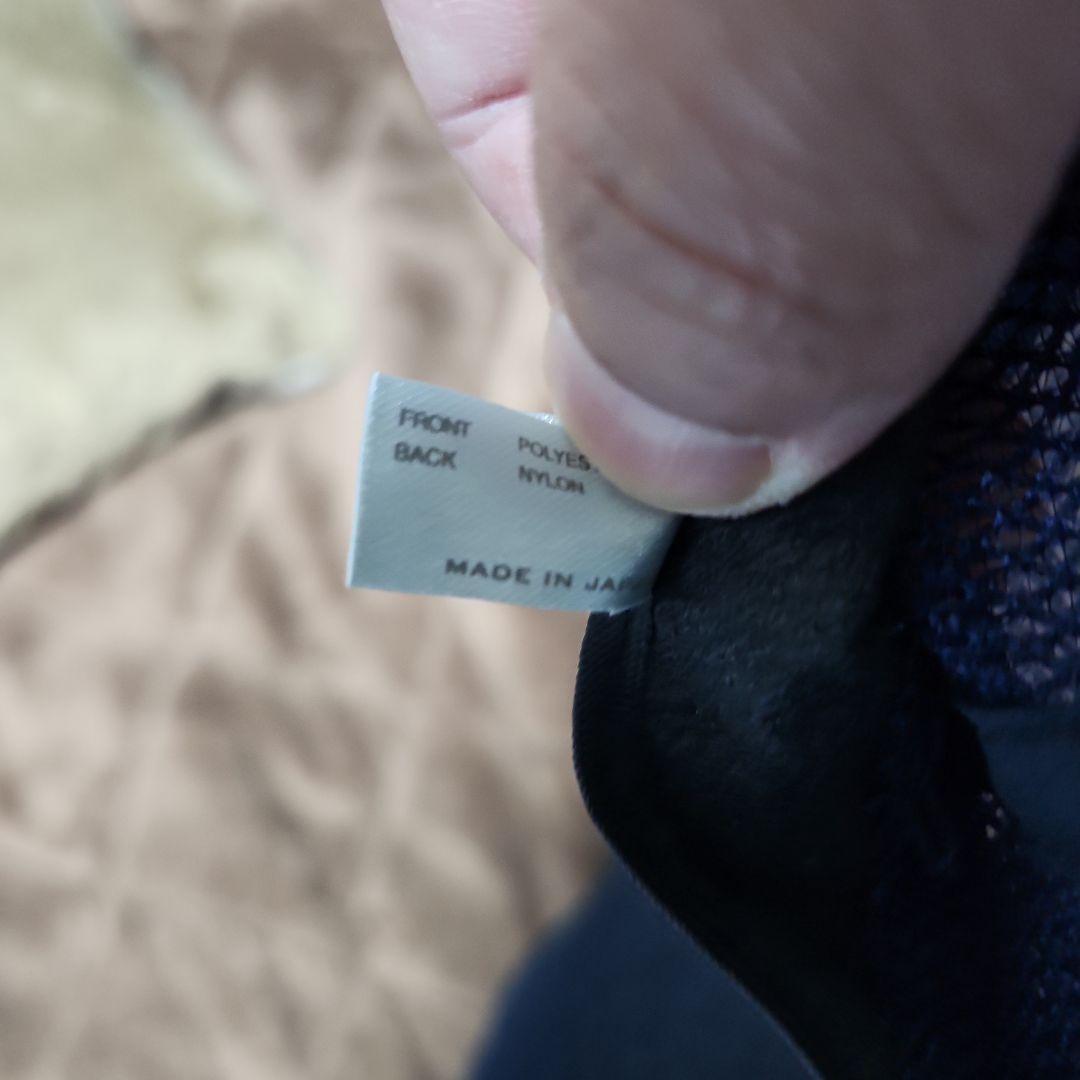 FRONT POLYES
BACK NYLON
MADE IN JAP